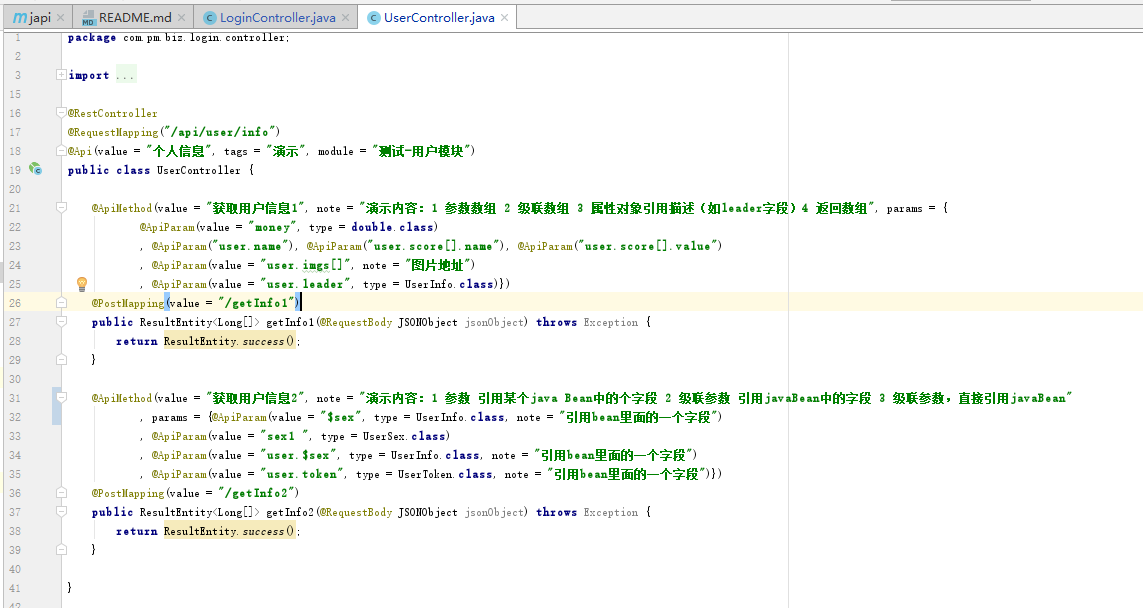 m japi × README.md × LoginController.java × UserController.java ×
1 package com.pm.biz.login.controller;
2
3 import ...
15
16 @RestController
17 @RequestMapping("/api/user/info")
18 @Api(value = "个人信息", tags = "演示", module = "测试-用户模块")
19 public class UserController {
20
21 @ApiMethod(value = "获取用户信息1", note = "演示内容：1 参数数组 2 级联数组 3 属性对象引用描述（如leader字段）4 返回数组", params = {
22 @ApiParam(value = "money", type = double.class)
23 , @ApiParam("user.name"), @ApiParam("user.score[].name"), @ApiParam("user.score[].value")
24 , @ApiParam(value = "user.imgs[]", note = "图片地址")
25 , @ApiParam(value = "user.leader", type = UserInfo.class)})
26 @PostMapping(value = "/getInfo1")
27 public ResultEntity<Long[]> getInfo1(@RequestBody JSONObject jsonObject) throws Exception {
28 return ResultEntity.success();
29 }
30
31 @ApiMethod(value = "获取用户信息2", note = "演示内容：1 参数 引用某个java Bean中的个字段 2 级联参数 引用javaBean中的字段 3 级联参数，直接引用javaBean"
32 , params = {@ApiParam(value = "$sex", type = UserInfo.class, note = "引用bean里面的一个字段")
33 , @ApiParam(value = "sex1 ", type = UserSex.class)
34 , @ApiParam(value = "user.$sex", type = UserInfo.class, note = "引用bean里面的一个字段")
35 , @ApiParam(value = "user.token", type = UserToken.class, note = "引用bean里面的一个字段")})
36 @PostMapping(value = "/getInfo2")
37 public ResultEntity<Long[]> getInfo2(@RequestBody JSONObject jsonObject) throws Exception {
38 return ResultEntity.success();
39 }
40
41 }
42